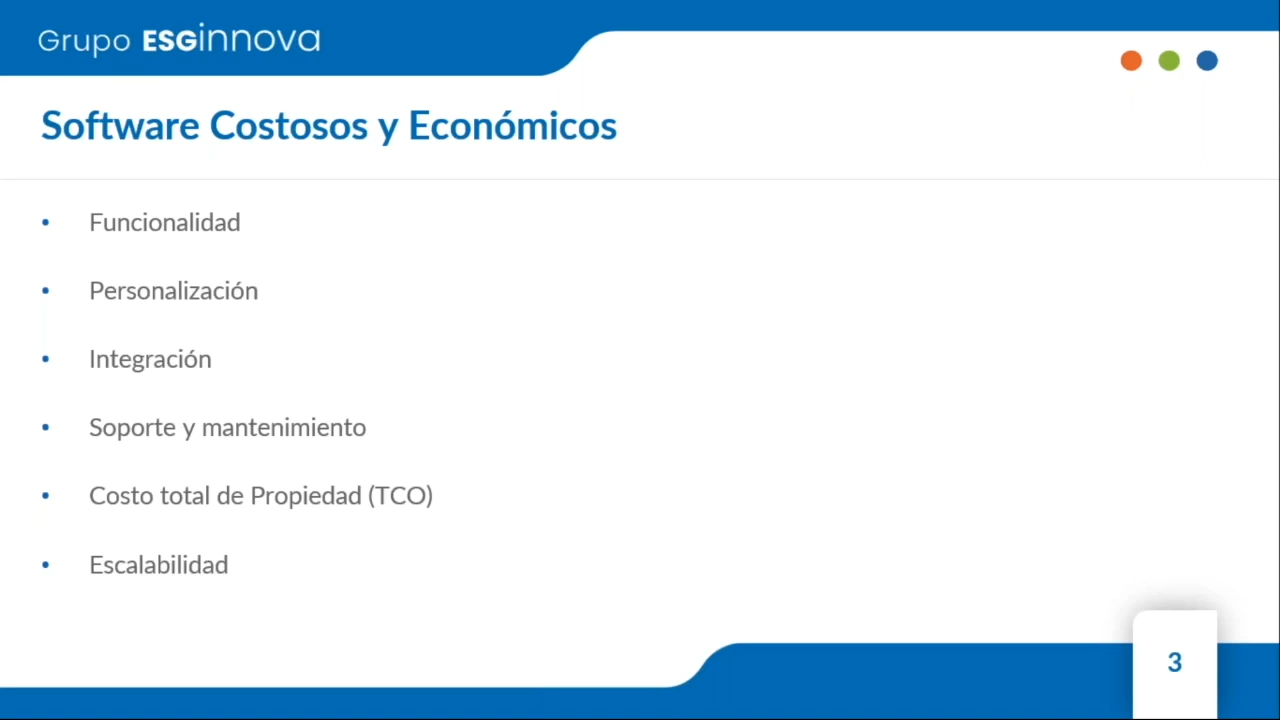 Grupo ESGinnova
Software Costosos y Económicos
• Funcionalidad
• Personalización
• Integración
• Soporte y mantenimiento
• Costo total de Propiedad (TCO)
• Escalabilidad
3